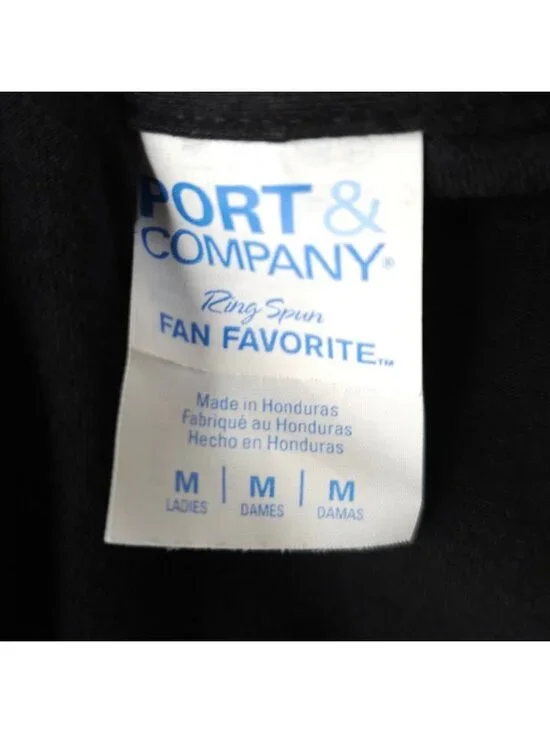 PORT &
COMPANY®
Ring Spun
FAN FAVORITE™
Made in Honduras
Fabriqué au Honduras
Hecho en Honduras
M | M | M
LADIES DAMES DAMAS